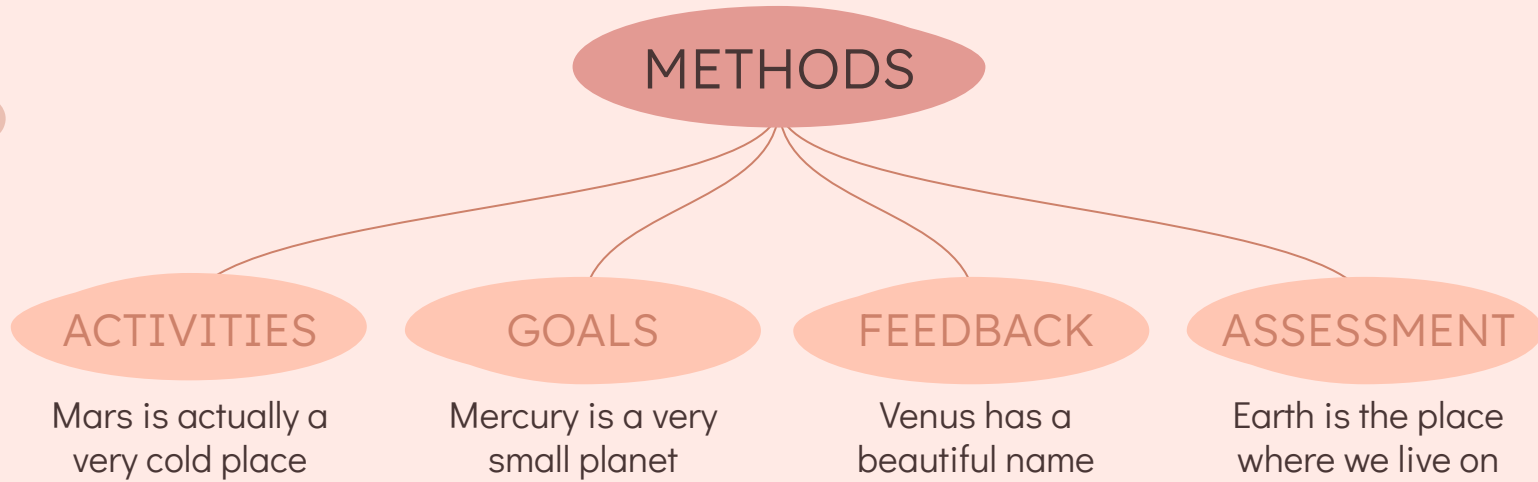 METHODS
ACTIVITIES
GOALS
FEEDBACK
ASSESSMENT
Mars is actually a
very cold place
Mercury is a very
small planet
Venus has a
beautiful name
Earth is the place
where we live on